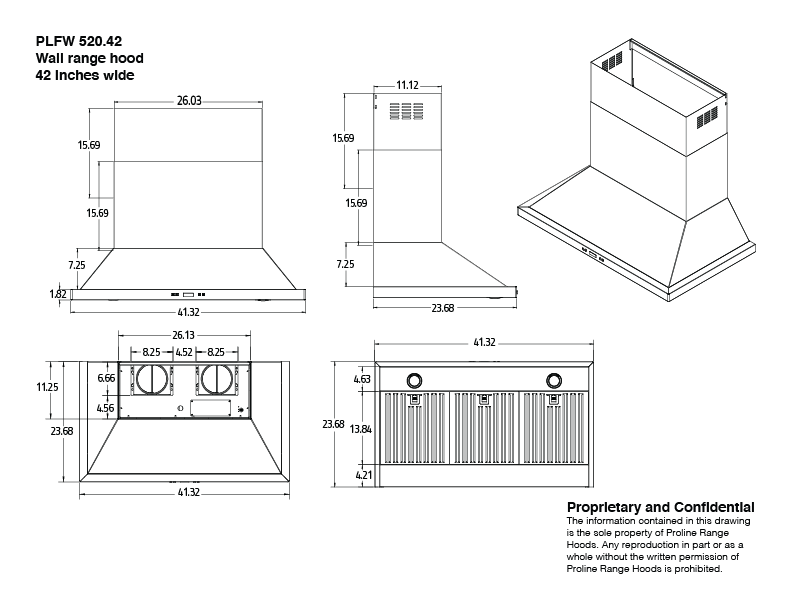 PLFW 520.42
Wall range hood
42 Inches wide
26.03
15.69
15.69
7.25
1.82
41.32
11.12
15.69
15.69
7.25
23.68
26.13
8.25 4.52 8.25
6.66
11.25
4.56
23.68
41.32
41.32
4.63
23.68 13.84
4.21
Proprietary and Confidential
The information contained in this drawing
is the sole property of Proline Range
Hoods. Any reproduction in part or as a
whole without the written permission of
Proline Range Hoods is prohibited.